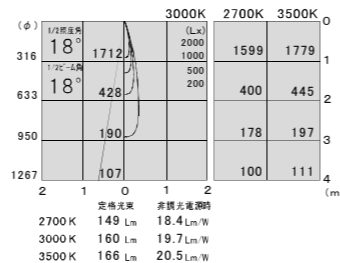 3000K 2700K 3500K
(φ) (Lx) 0
1/2照度角 18°
2000
1712 1000 1599 1779
316 1
1/2ビーム角 18°
500
200
428 400 445
633 2
190 178 197
950 3
107 100 111
1267 4
2 1 0 1 2 (m
定格光束 非調光電源時
2700K 149 Lm 18.4 Lm/W
3000K 160 Lm 19.7 Lm/W
3500K 166 Lm 20.5 Lm/W